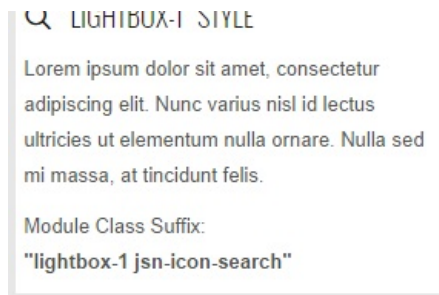 LIGHTBOX-1 STYLE
Lorem ipsum dolor sit amet, consectetur
adipiscing elit. Nunc varius nisl id lectus
ultricies ut elementum nulla ornare. Nulla sed
mi massa, at tincidunt felis.
Module Class Suffix:
"lightbox-1 jsn-icon-search"